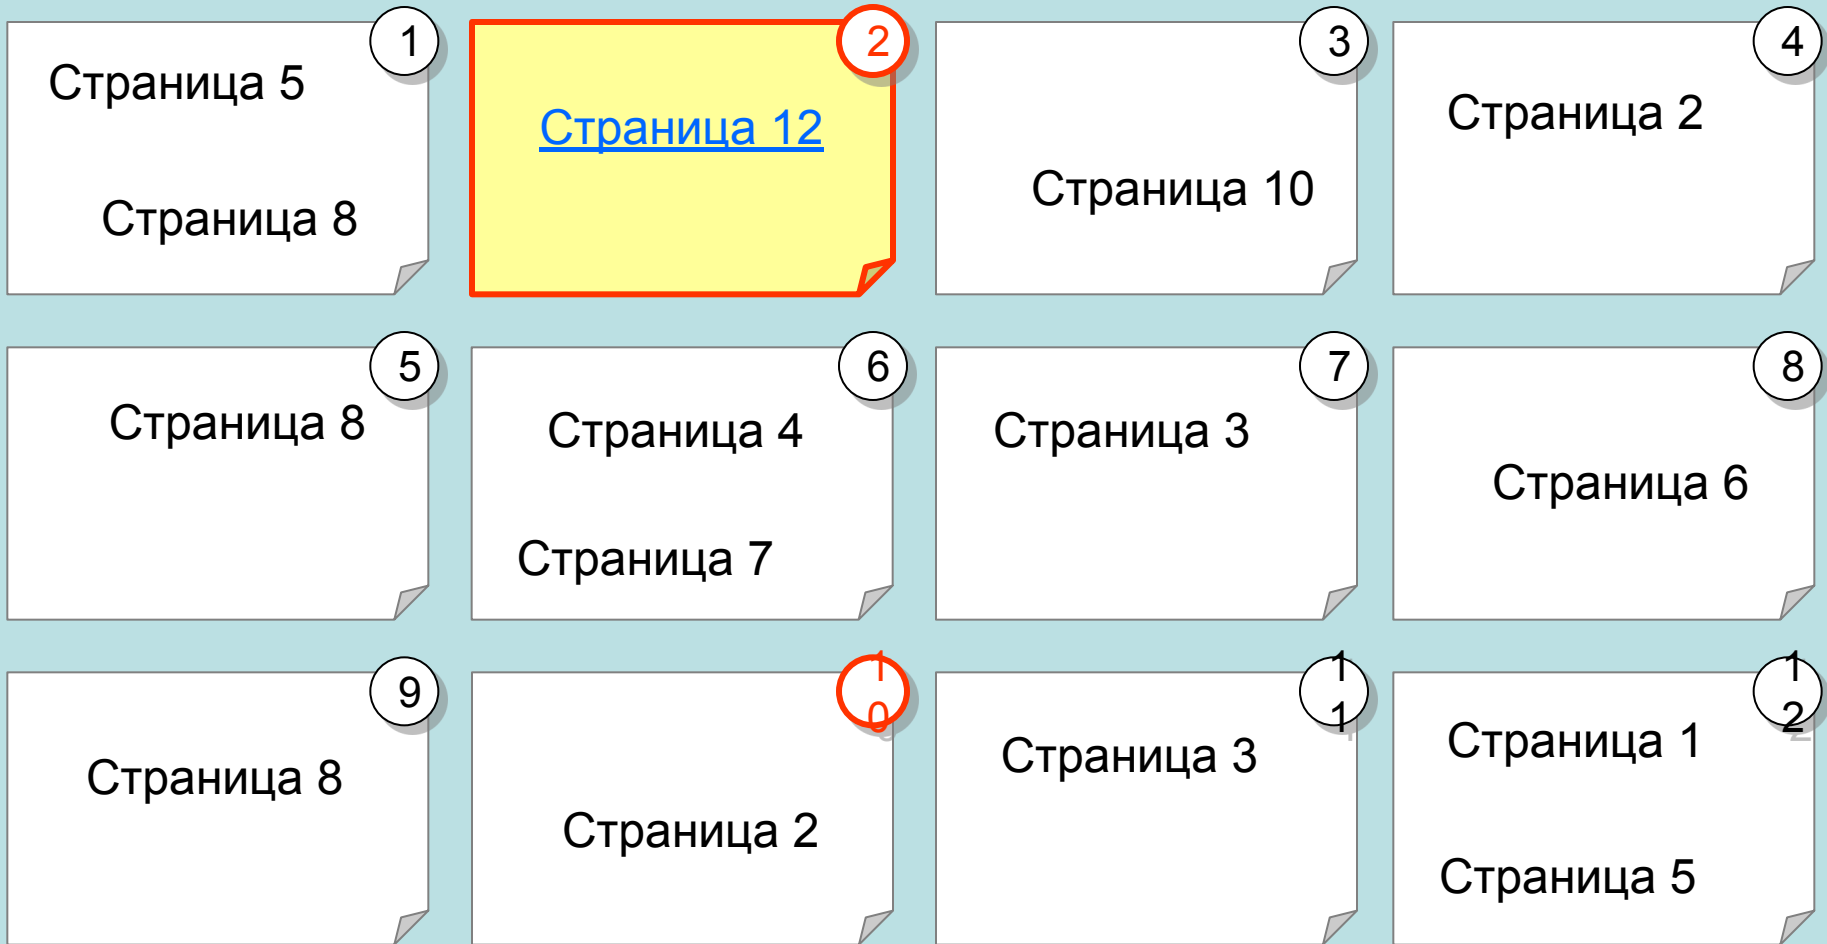 1
Страница 5
Страница 8
2
Страница 12
3
Страница 10
4
Страница 2
5
Страница 8
6
Страница 4
Страница 7
7
Страница 3
8
Страница 6
9
Страница 8
10
Страница 2
11
Страница 3
12
Страница 1
Страница 5